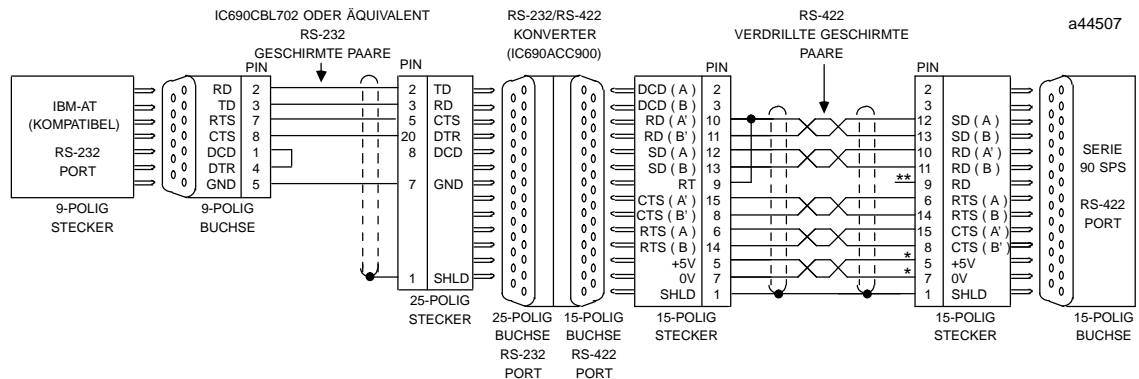 IC690CBL702 ODER ÄQUIVALENT
RS-232
GESCHIRMTE PAARE
RS-232/RS-422
KONVERTER
(IC690ACC900)
RS-422
VERDRILLTE GESCHIRMTE
PAARE
a44507
IBM-AT
(KOMPATIBEL)
RS-232
PORT
9-POLIG
STECKER
PIN
RD 2
TD 3
RTS 7
CTS 8
DCD 1
DTR 4
GND 5
9-POLIG
BUCHSE
PIN
2 TD
3 RD
5 CTS
20 DTR
8 DCD
7 GND
1 SHLD
25-POLIG
STECKER
25-POLIG
BUCHSE
RS-232
PORT
15-POLIG
BUCHSE
RS-422
PORT
PIN
DCD ( A ) 2
DCD ( B ) 3
RD ( A' ) 10
RD ( B' ) 11
SD ( A ) 12
SD ( B ) 13
RT 9
CTS ( A' ) 15
CTS ( B' ) 8
RTS ( A ) 6
RTS ( B ) 14
+5V 5
0V 7
SHLD 1
15-POLIG
STECKER
PIN
2
3
12 SD ( A )
13 SD ( B )
10 RD ( A' )
11 RD ( B )
** 9 RD
6 RTS ( A )
14 RTS ( B )
15 CTS ( A' )
8 CTS ( B' )
* 5 +5V
* 7 0V
1 SHLD
15-POLIG
STECKER
SERIE
90 SPS
RS-422
PORT
15-POLIG
BUCHSE